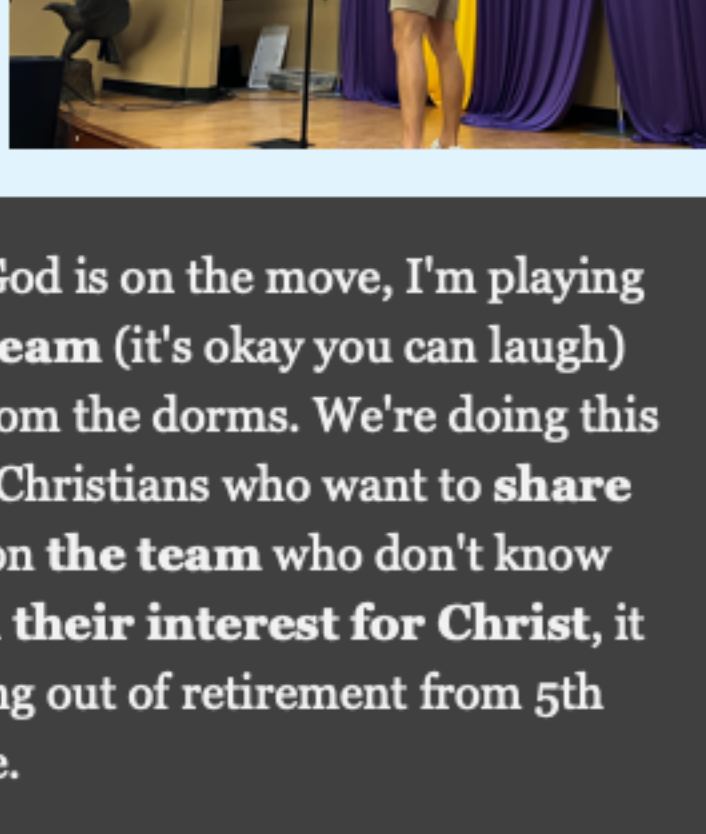 God is on the move, I'm playing
eam (it's okay you can laugh)
om the dorms. We're doing this
Christians who want to share
on the team who don't know
their interest for Christ, it
ng out of retirement from 5th
e.